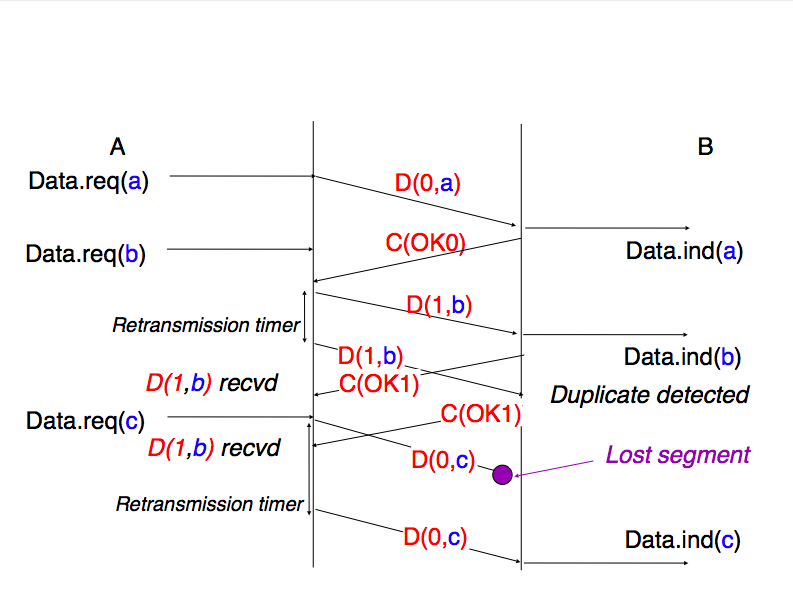 A
B
Data.req(a)
D(0,a)
C(OK0)
Data.req(b)
Data.ind(a)
D(1,b)
Retransmission timer
D(1,b)
Data.ind(b)
D(1,b) recvd
C(OK1)
Duplicate detected
Data.req(c)
C(OK1)
D(1,b) recvd
D(0,c)
Lost segment
Retransmission timer
D(0,c)
Data.ind(c)